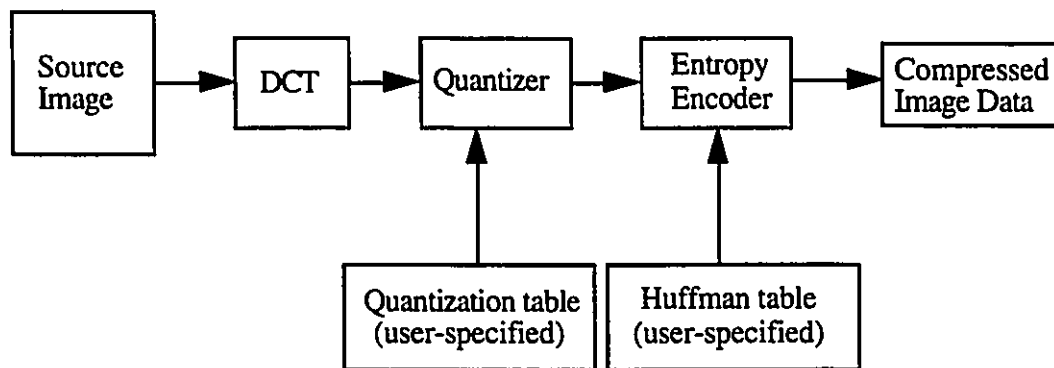 Source
Image
DCT
Quantizer
Entropy
Encoder
Compressed
Image Data
Quantization table
(user-specified)
Huffman table
(user-specified)